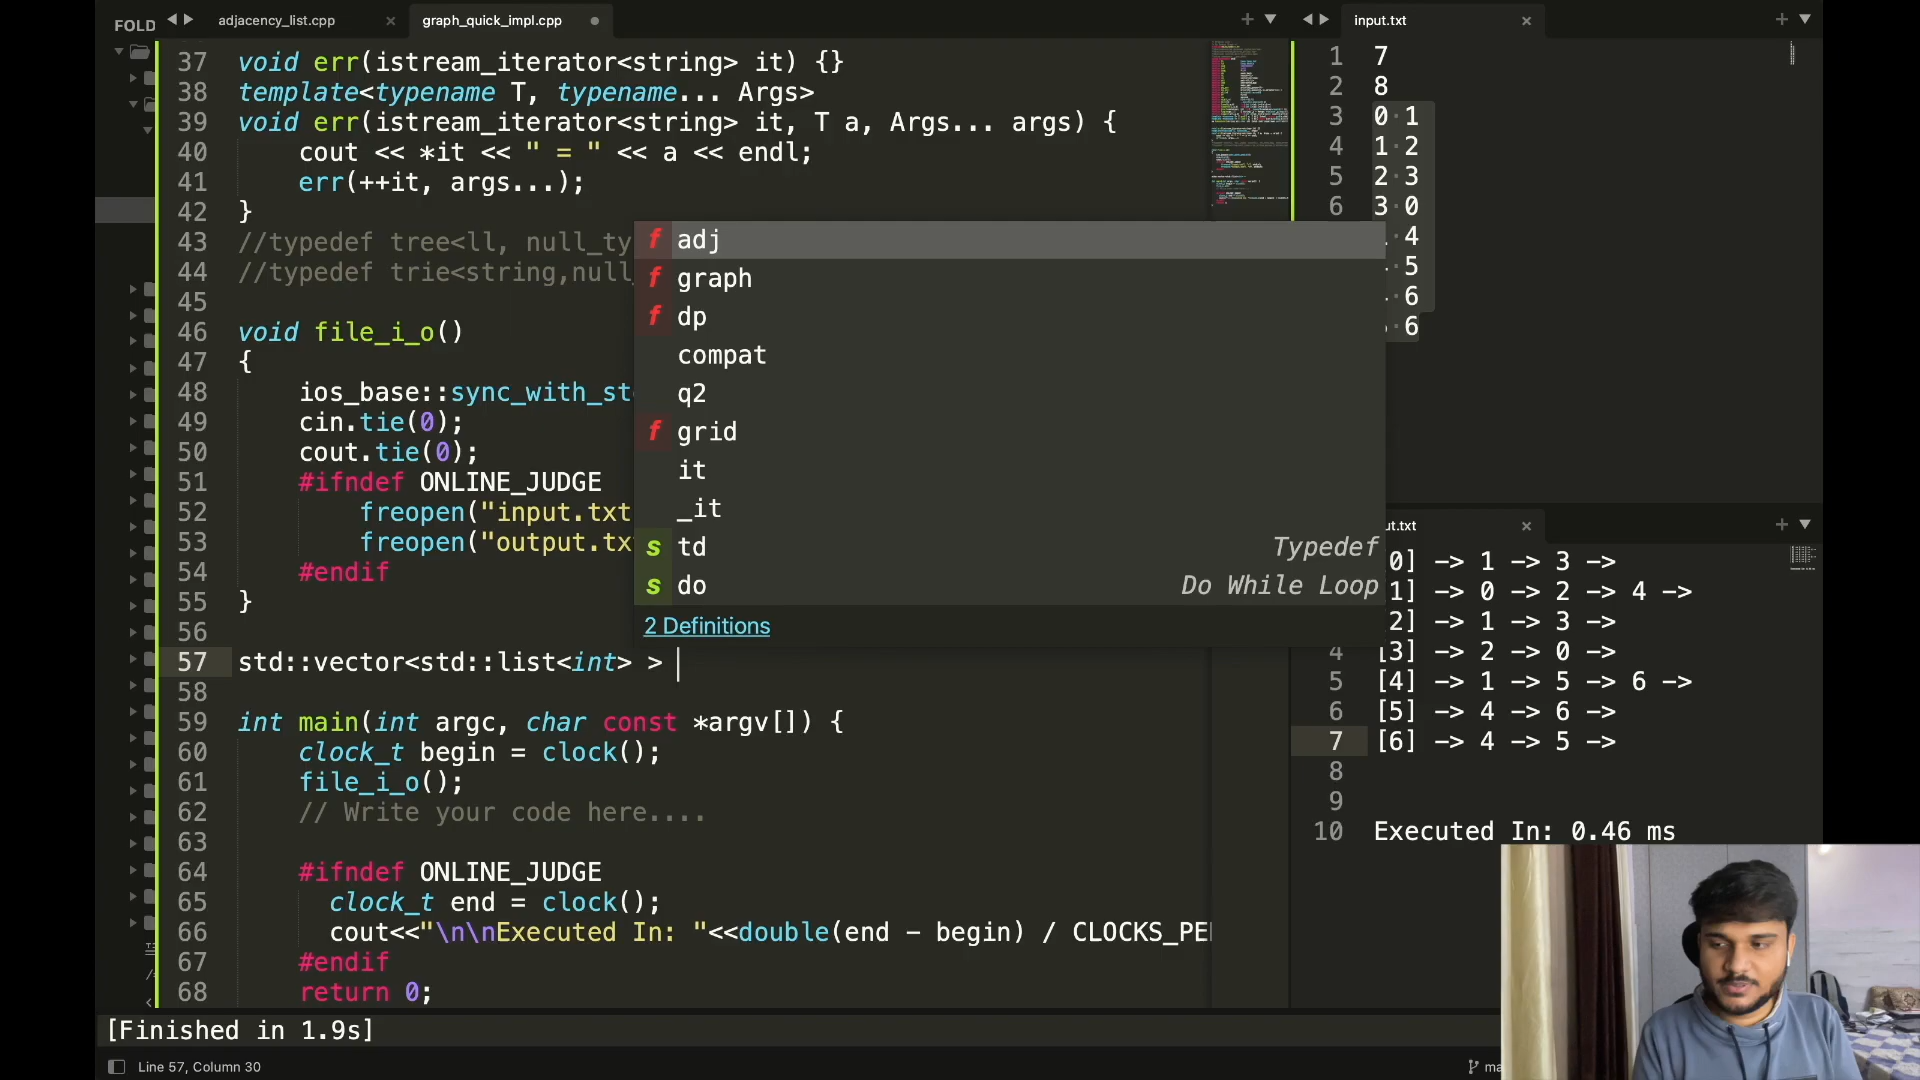 FOLD
adjacency_list.cpp
graph_quick_impl.cpp
37 void err(istream_iterator<string> it) {}
38 template<typename T, typename... Args>
39 void err(istream_iterator<string> it, T a, Args... args) {
40 cout << *it << " = " << a << endl;
41 err(++it, args...);
42 }
43 //typedef tree<ll, null_ty
44 //typedef trie<string,null_
45
46 void file_i_o()
47 {
48 ios_base::sync_with_st
49 cin.tie(0);
50 cout.tie(0);
51 #ifndef ONLINE_JUDGE
52 freopen("input.txt
53 freopen("output.tx
54 #endif
55 }
56
57 std::vector<std::list<int> >
58
59 int main(int argc, char const *argv[]) {
60 clock_t begin = clock();
61 file_i_o();
62 // Write your code here....
63
64 #ifndef ONLINE_JUDGE
65 clock_t end = clock();
66 cout<<"\n\nExecuted In: "<<double(end - begin) / CLOCKS_PE
67 #endif
68 return 0;
f adj
f graph
f dp
compat
q2
f grid
it
_it
s td Typedef
s do Do While Loop
2 Definitions
input.txt
1 7
2 8
3 0 1
4 1 2
5 2 3
6 3 0
4
5
6
6
ut.txt
0] -> 1 -> 3 ->
1] -> 0 -> 2 -> 4 ->
2] -> 1 -> 3 ->
4 [3] -> 2 -> 0 ->
5 [4] -> 1 -> 5 -> 6 ->
6 [5] -> 4 -> 6 ->
7 [6] -> 4 -> 5 ->
8
9
10 Executed In: 0.46 ms
[Finished in 1.9s]
Line 57, Column 30
ma